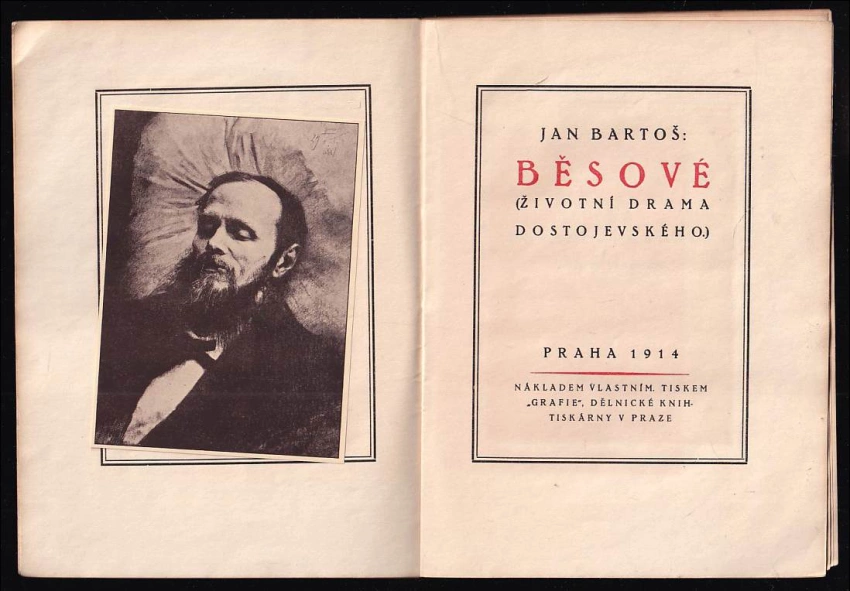 JAN BARTOŠ:
BĚSOVÉ
(ŽIVOTNÍ DRAMA
DOSTOJEVSKÉHO.)
PRAHA 1914
NÁKLADEM VLASTNÍM. TISKEM
„GRAFIE“, DĚLNICKÉ KNIH-
TISKÁRNY V PRAZE